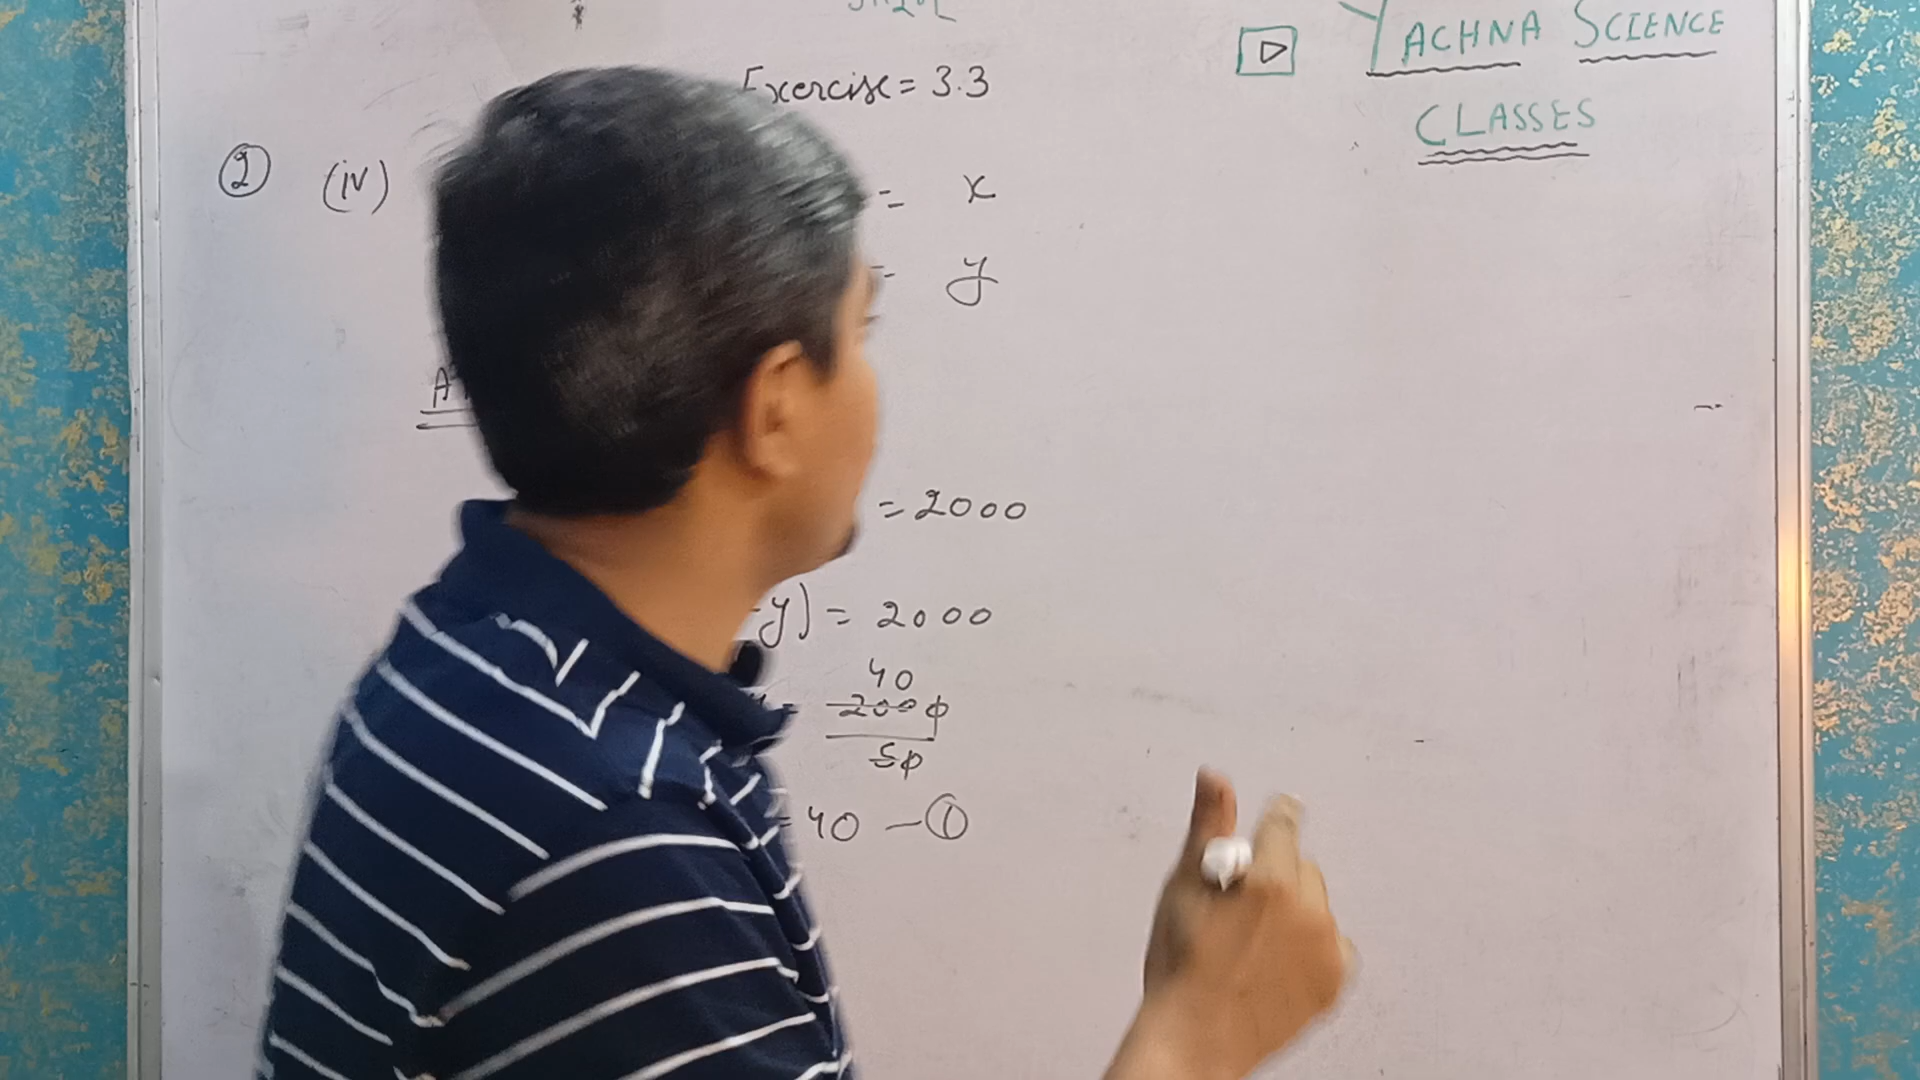 YACHNA SCIENCE
CLASSES
Exercise = 3.3
② (iv)
= x
= y
= 2000
y) = 2000
40
= 2000
50
= 40 — ①